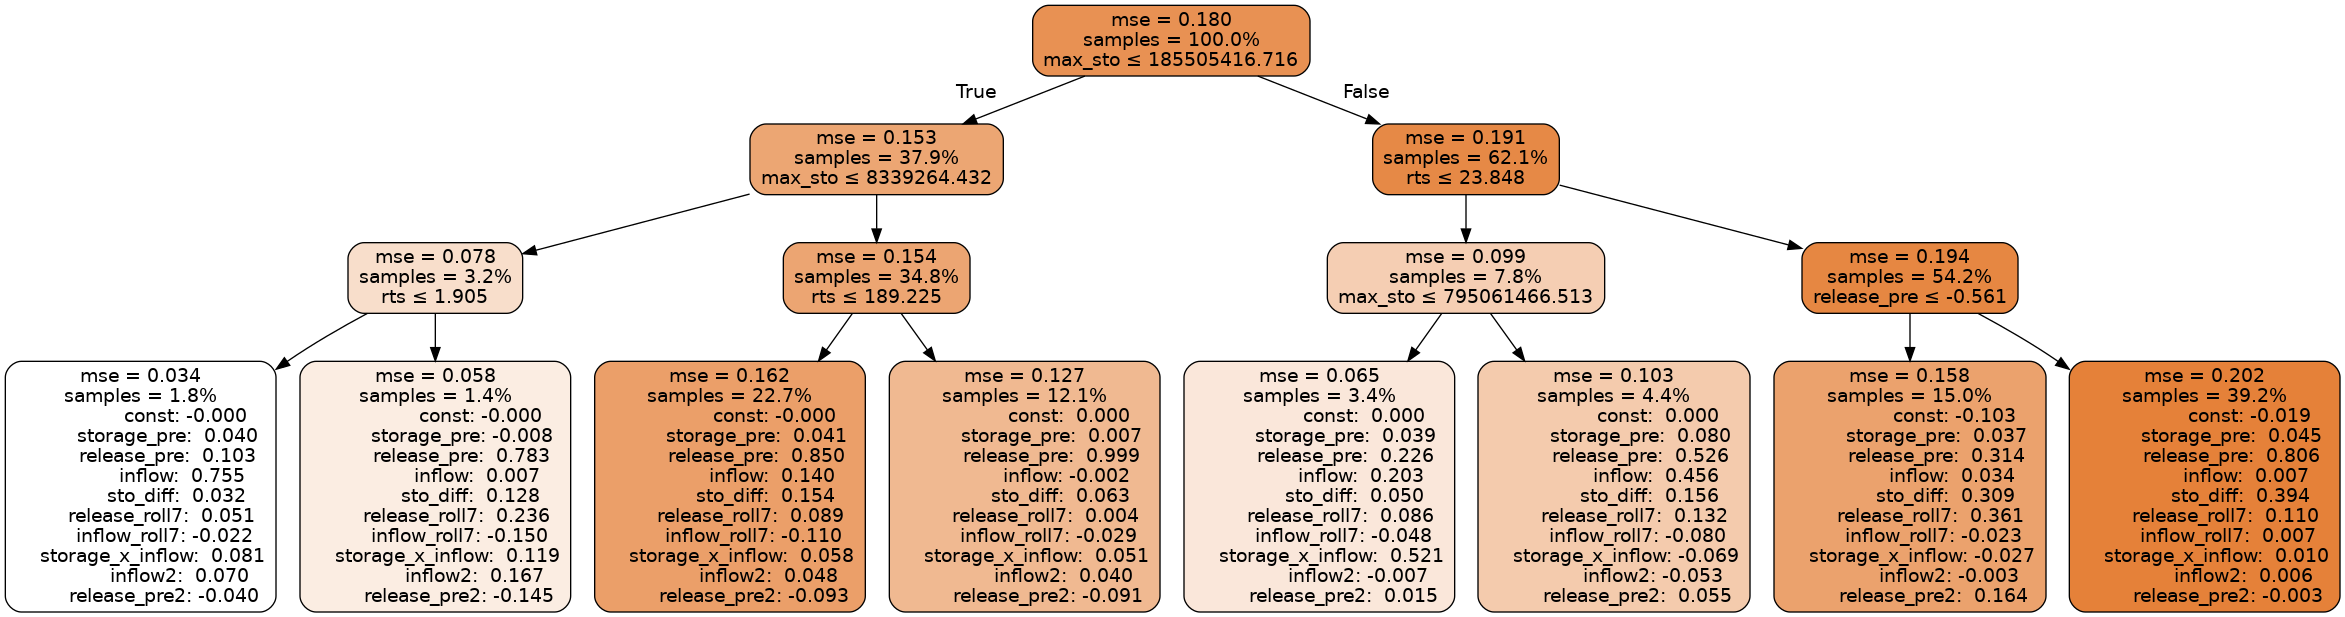 mse = 0.180
samples = 100.0%
max_sto ≤ 185505416.716
True
False
mse = 0.153
samples = 37.9%
max_sto ≤ 8339264.432
mse = 0.191
samples = 62.1%
rts ≤ 23.848
mse = 0.078
samples = 3.2%
rts ≤ 1.905
mse = 0.154
samples = 34.8%
rts ≤ 189.225
mse = 0.099
samples = 7.8%
max_sto ≤ 795061466.513
mse = 0.194
samples = 54.2%
release_pre ≤ -0.561
mse = 0.034
samples = 1.8%
const: -0.000
storage_pre: 0.040
release_pre: 0.103
inflow: 0.755
sto_diff: 0.032
release_roll7: 0.051
inflow_roll7: -0.022
storage_x_inflow: 0.081
inflow2: 0.070
release_pre2: -0.040
mse = 0.058
samples = 1.4%
const: -0.000
storage_pre: -0.008
release_pre: 0.783
inflow: 0.007
sto_diff: 0.128
release_roll7: 0.236
inflow_roll7: -0.150
storage_x_inflow: 0.119
inflow2: 0.167
release_pre2: -0.145
mse = 0.162
samples = 22.7%
const: -0.000
storage_pre: 0.041
release_pre: 0.850
inflow: 0.140
sto_diff: 0.154
release_roll7: 0.089
inflow_roll7: -0.110
storage_x_inflow: 0.058
inflow2: 0.048
release_pre2: -0.093
mse = 0.127
samples = 12.1%
const: 0.000
storage_pre: 0.007
release_pre: 0.999
inflow: -0.002
sto_diff: 0.063
release_roll7: 0.004
inflow_roll7: -0.029
storage_x_inflow: 0.051
inflow2: 0.040
release_pre2: -0.091
mse = 0.065
samples = 3.4%
const: 0.000
storage_pre: 0.039
release_pre: 0.226
inflow: 0.203
sto_diff: 0.050
release_roll7: 0.086
inflow_roll7: -0.048
storage_x_inflow: 0.521
inflow2: -0.007
release_pre2: 0.015
mse = 0.103
samples = 4.4%
const: 0.000
storage_pre: 0.080
release_pre: 0.526
inflow: 0.456
sto_diff: 0.156
release_roll7: 0.132
inflow_roll7: -0.080
storage_x_inflow: -0.069
inflow2: -0.053
release_pre2: 0.055
mse = 0.158
samples = 15.0%
const: -0.103
storage_pre: 0.037
release_pre: 0.314
inflow: 0.034
sto_diff: 0.309
release_roll7: 0.361
inflow_roll7: -0.023
storage_x_inflow: -0.027
inflow2: -0.003
release_pre2: 0.164
mse = 0.202
samples = 39.2%
const: -0.019
storage_pre: 0.045
release_pre: 0.806
inflow: 0.007
sto_diff: 0.394
release_roll7: 0.110
inflow_roll7: 0.007
storage_x_inflow: 0.010
inflow2: 0.006
release_pre2: -0.003